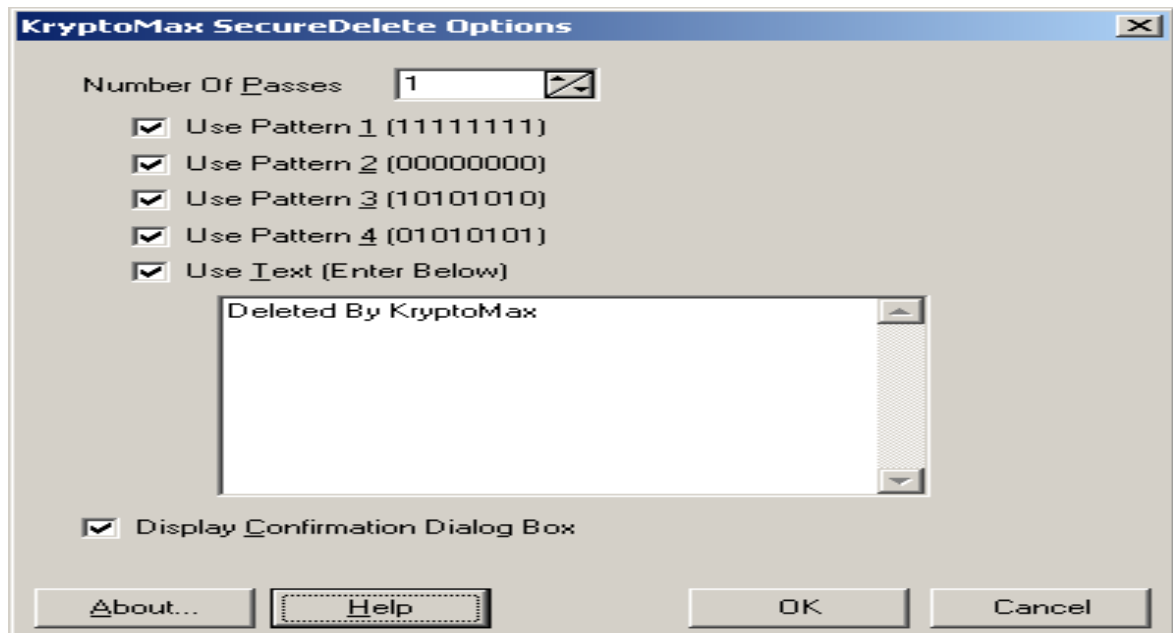 KryptoMax SecureDelete Options
Number Of Passes 1
Use Pattern 1 (11111111)
Use Pattern 2 (00000000)
Use Pattern 3 (10101010)
Use Pattern 4 (01010101)
Use Text (Enter Below)
Deleted By KryptoMax
Display Confirmation Dialog Box
About... Help OK Cancel